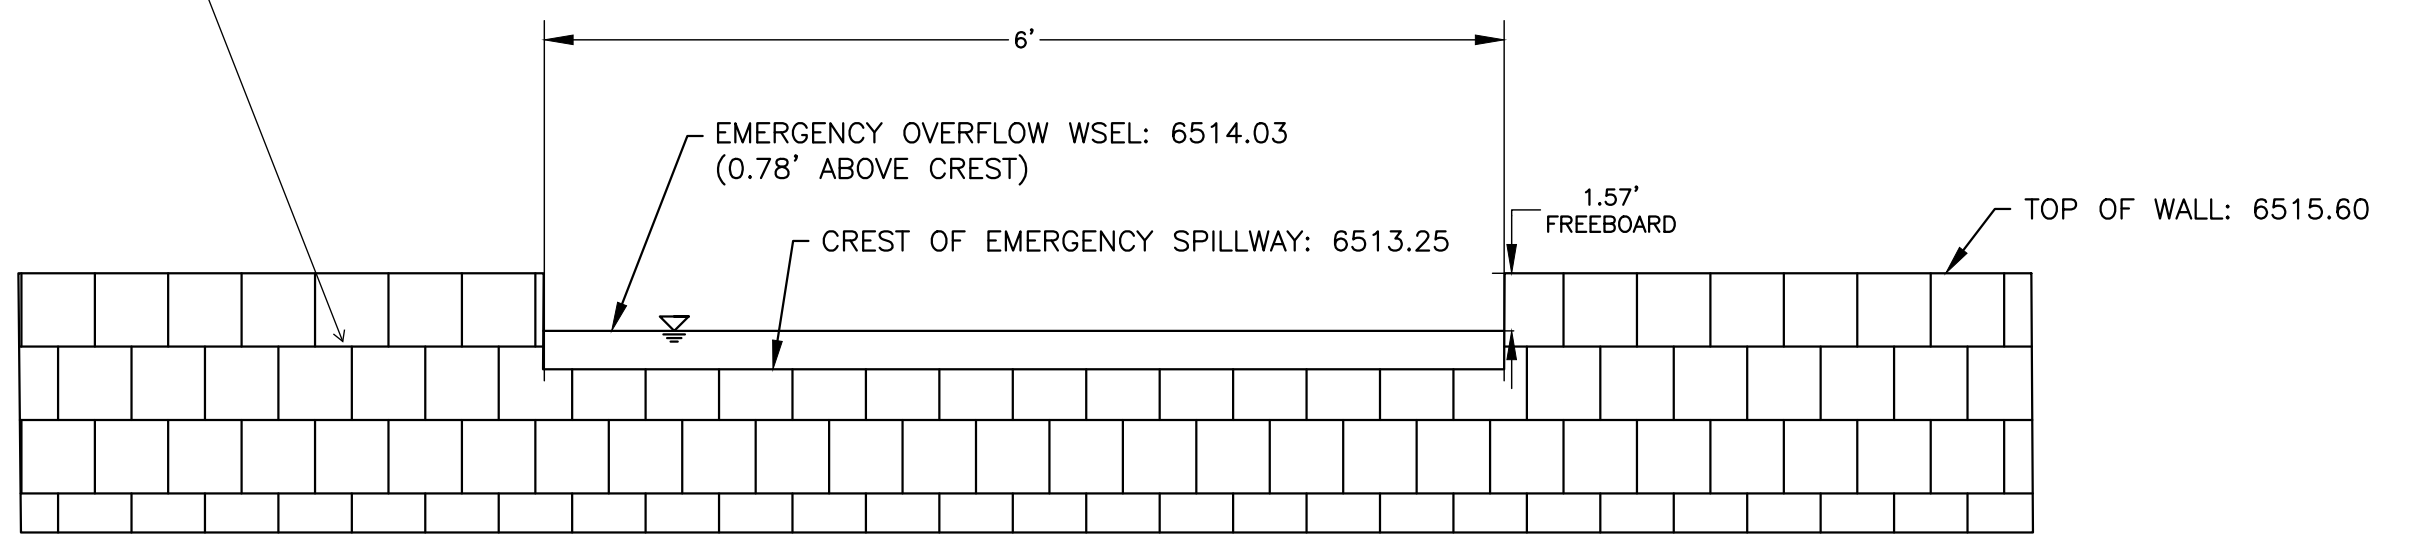 6'
EMERGENCY OVERFLOW WSEL: 6514.03
(0.78' ABOVE CREST)
1.57'
FREEBOARD
TOP OF WALL: 6515.60
CREST OF EMERGENCY SPILLWAY: 6513.25